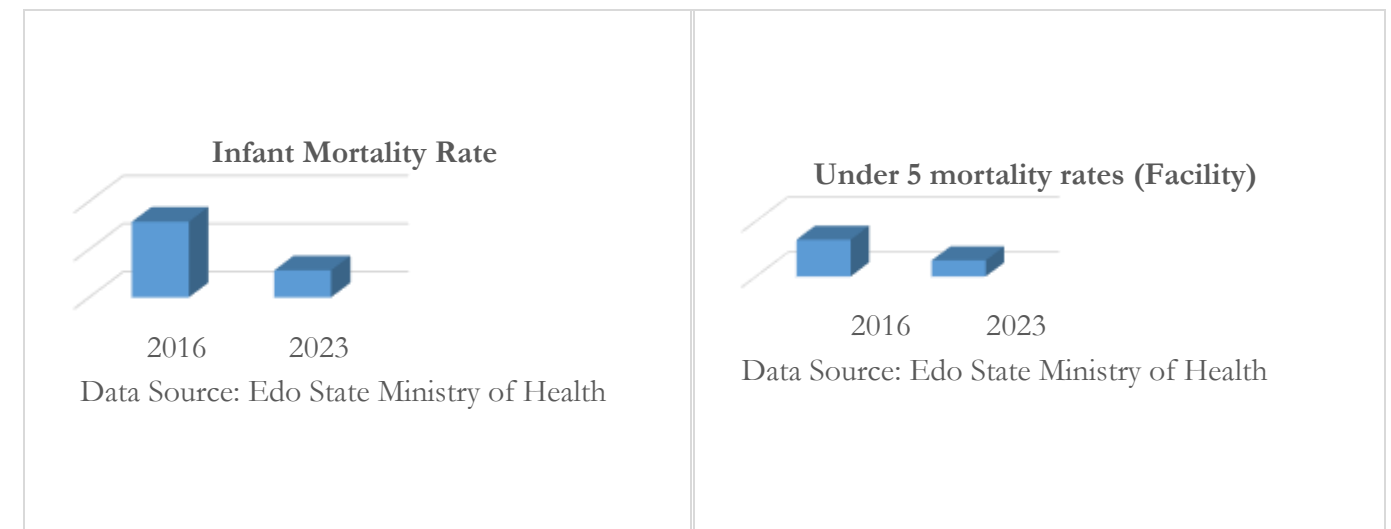 Infant Mortality Rate
2016 2023
Data Source: Edo State Ministry of Health
Under 5 mortality rates (Facility)
2016 2023
Data Source: Edo State Ministry of Health